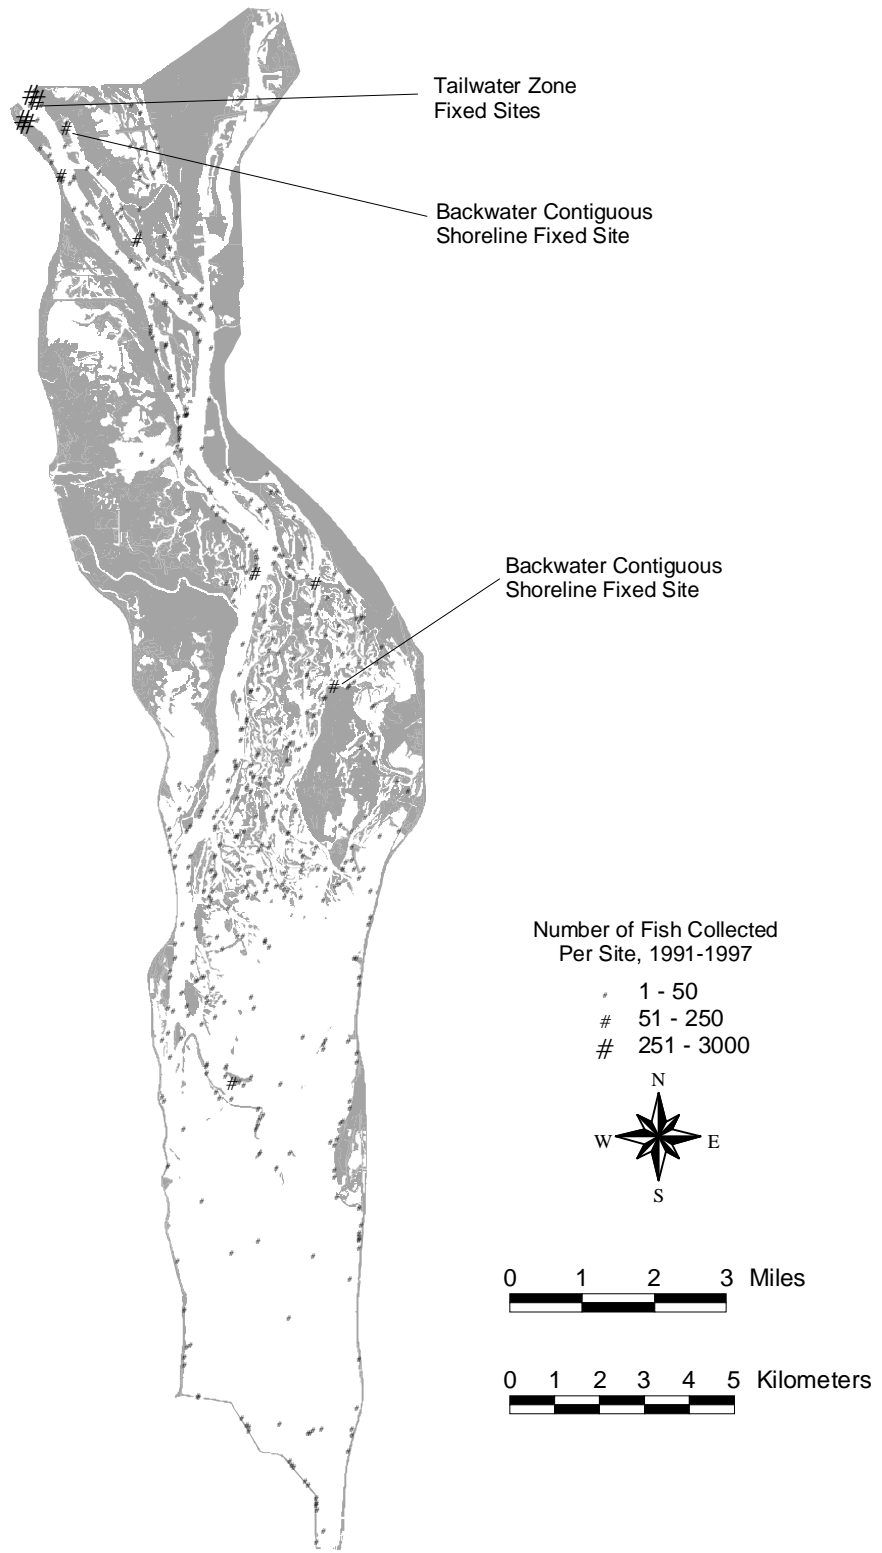 Tailwater Zone
Fixed Sites
Backwater Contiguous
Shoreline Fixed Site
Backwater Contiguous
Shoreline Fixed Site
Number of Fish Collected
Per Site, 1991-1997
# 1 - 50
# 51 - 250
# 251 - 3000
N
W E
S
0 1 2 3 Miles
0 1 2 3 4 5 Kilometers